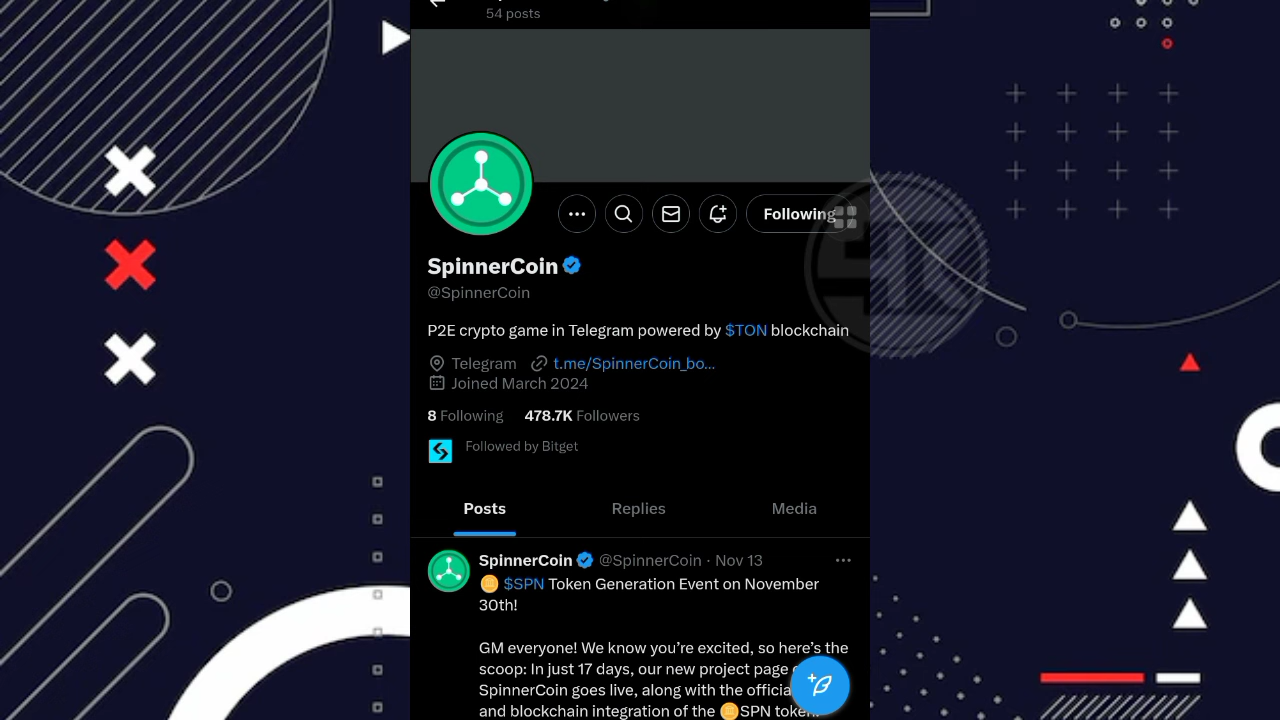 54 posts
Following
SpinnerCoin
@SpinnerCoin
P2E crypto game in Telegram powered by $TON blockchain
Telegram t.me/SpinnerCoin_bo...
Joined March 2024
8 Following 478.7K Followers
Followed by Bitget
Posts Replies Media
SpinnerCoin @SpinnerCoin · Nov 13
🪙 $SPN Token Generation Event on November
30th!
GM everyone! We know you're excited, so here's the
scoop: In just 17 days, our new project page
SpinnerCoin goes live, along with the
and blockchain integration of the 🪙SPN token.